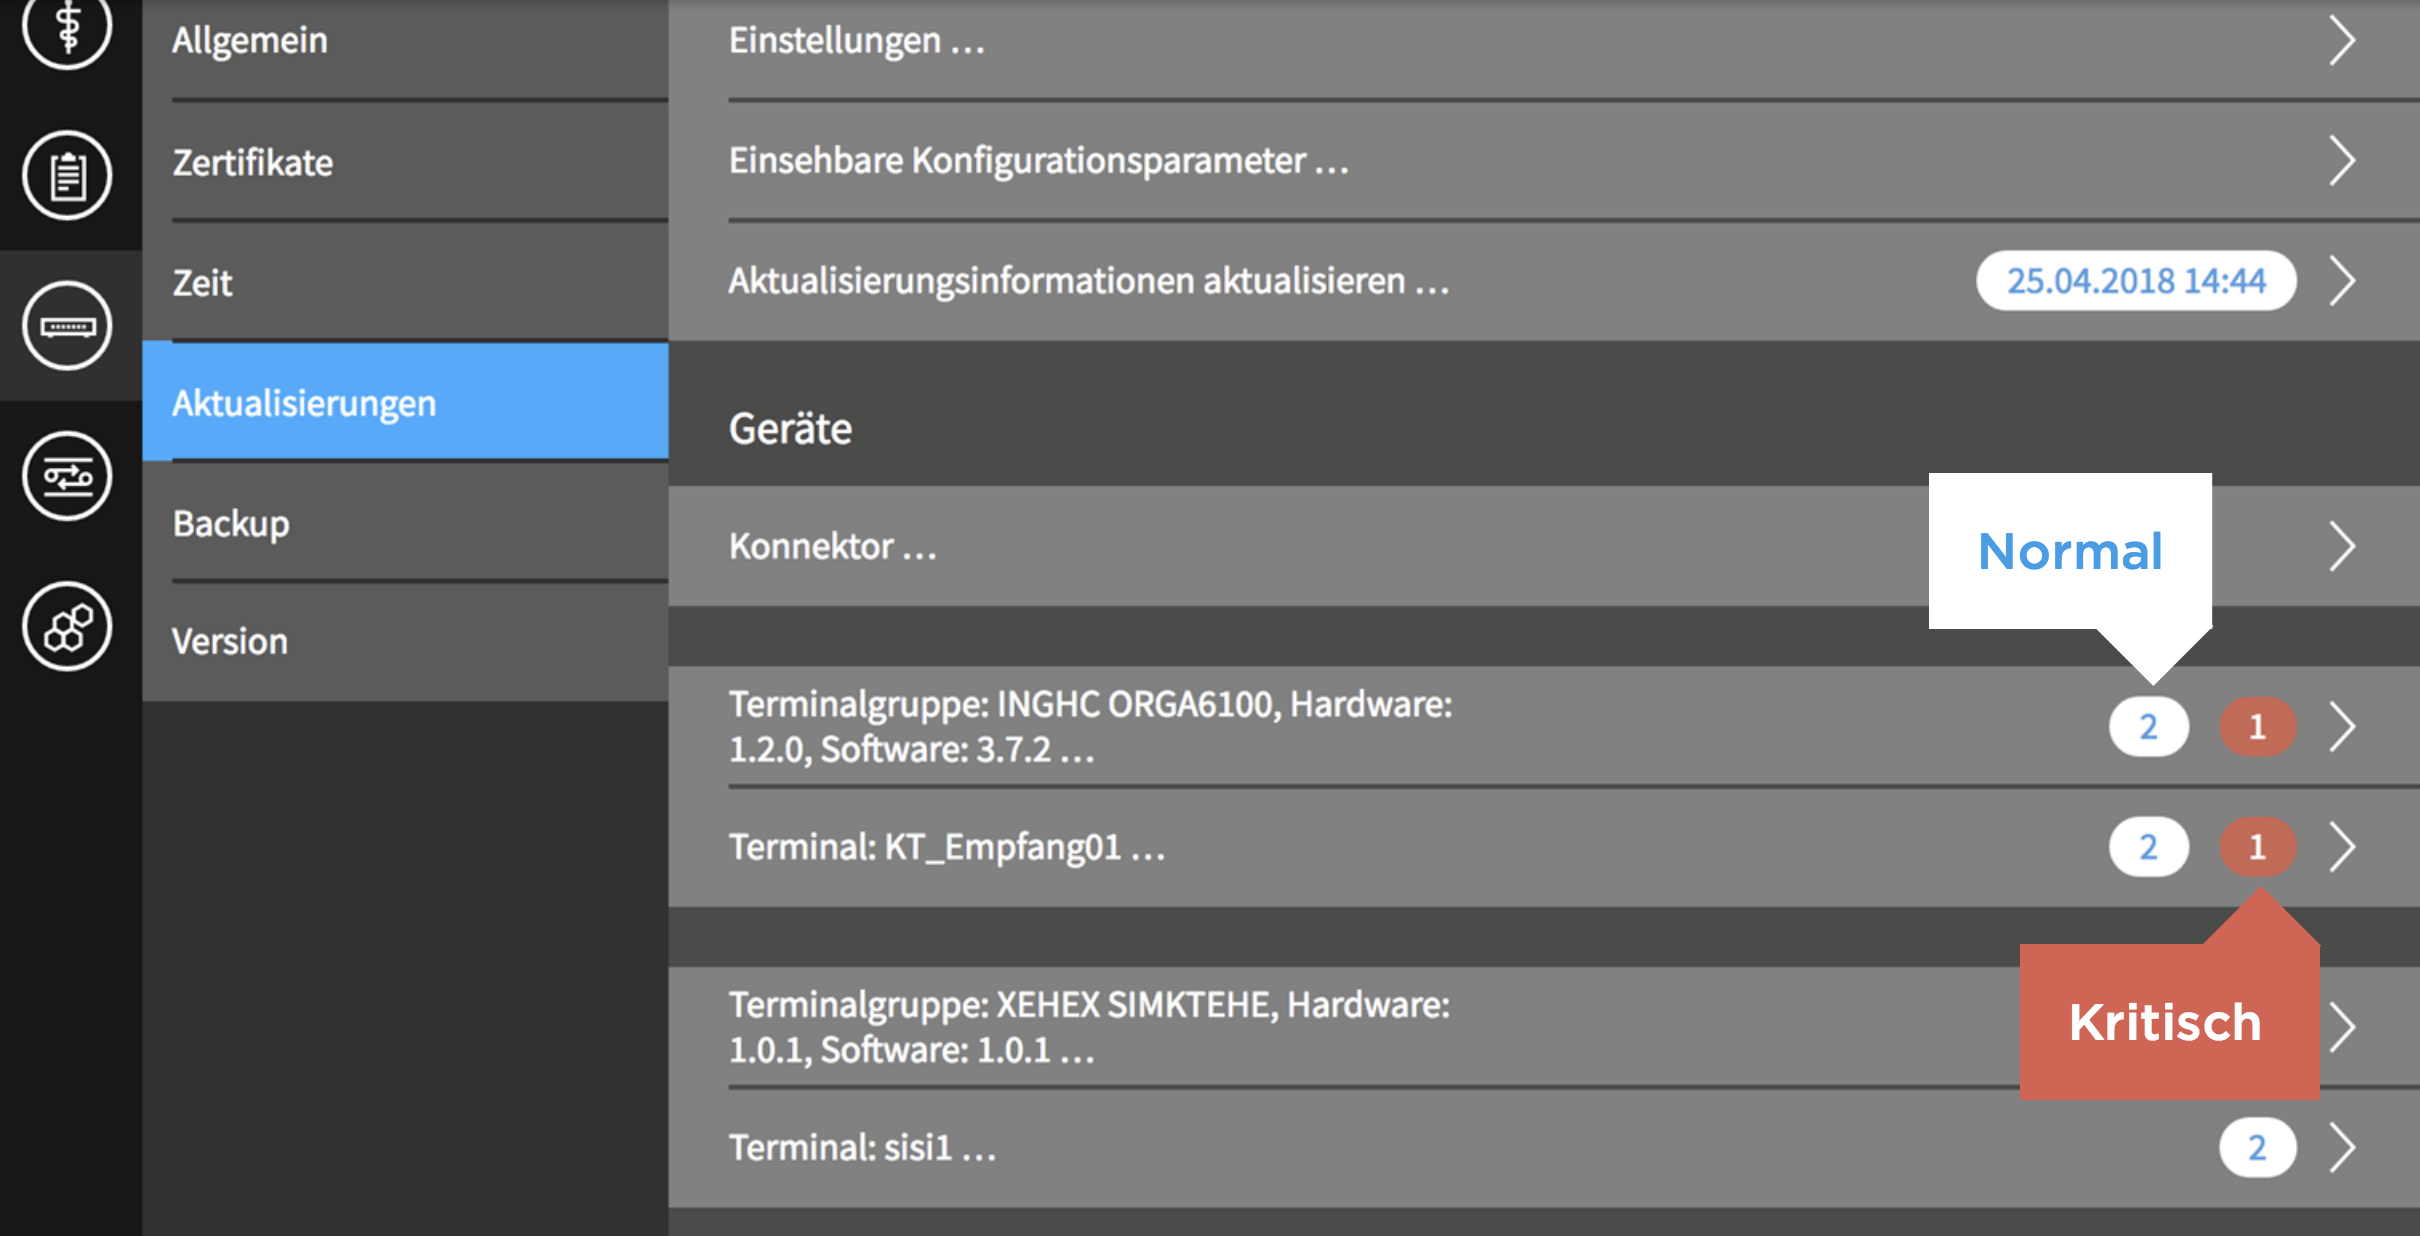 Allgemein
Zertifikate
Zeit
Aktualisierungen
Backup
Version
Einstellungen ...
Einsehbare Konfigurationsparameter ...
Aktualisierungsinformationen aktualisieren ...
25.04.2018 14:44
Geräte
Konnektor ...
Normal
Terminalgruppe: INGHC ORGA6100, Hardware:
1.2.0, Software: 3.7.2 ...
2 1
Terminal: KT_Empfang01 ...
2 1
Kritisch
Terminalgruppe: XEHEX SIMKTEHE, Hardware:
1.0.1, Software: 1.0.1 ...
Terminal: sisi1 ...
2